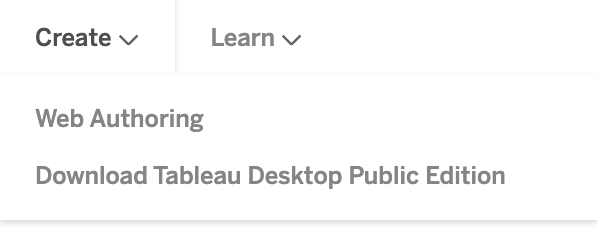 Create Learn
Web Authoring
Download Tableau Desktop Public Edition